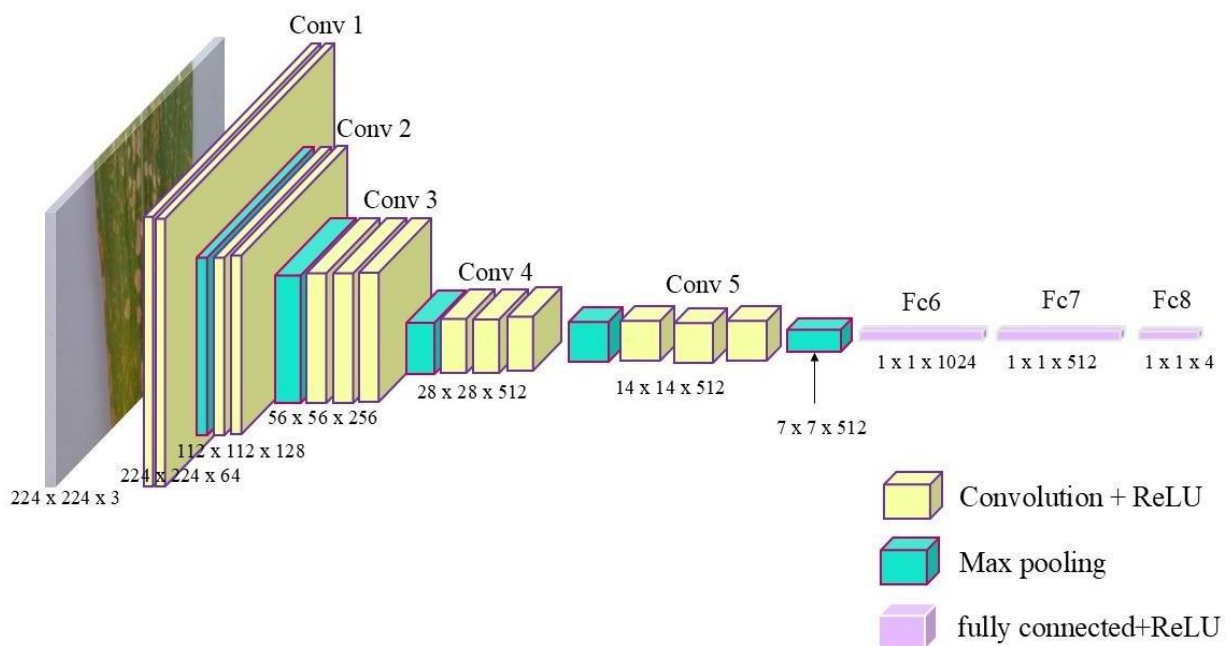 Conv 1
Conv 2
Conv 3
Conv 4
Conv 5
Fc6
Fc7
Fc8
1 x 1 x 1024
1 x 1 x 512
1 x 1 x 4
28 x 28 x 512
14 x 14 x 512
56 x 56 x 256
7 x 7 x 512
112 x 112 x 128
224 x 224 x 64
224 x 224 x 3
Convolution + ReLU
Max pooling
fully connected+ReLU